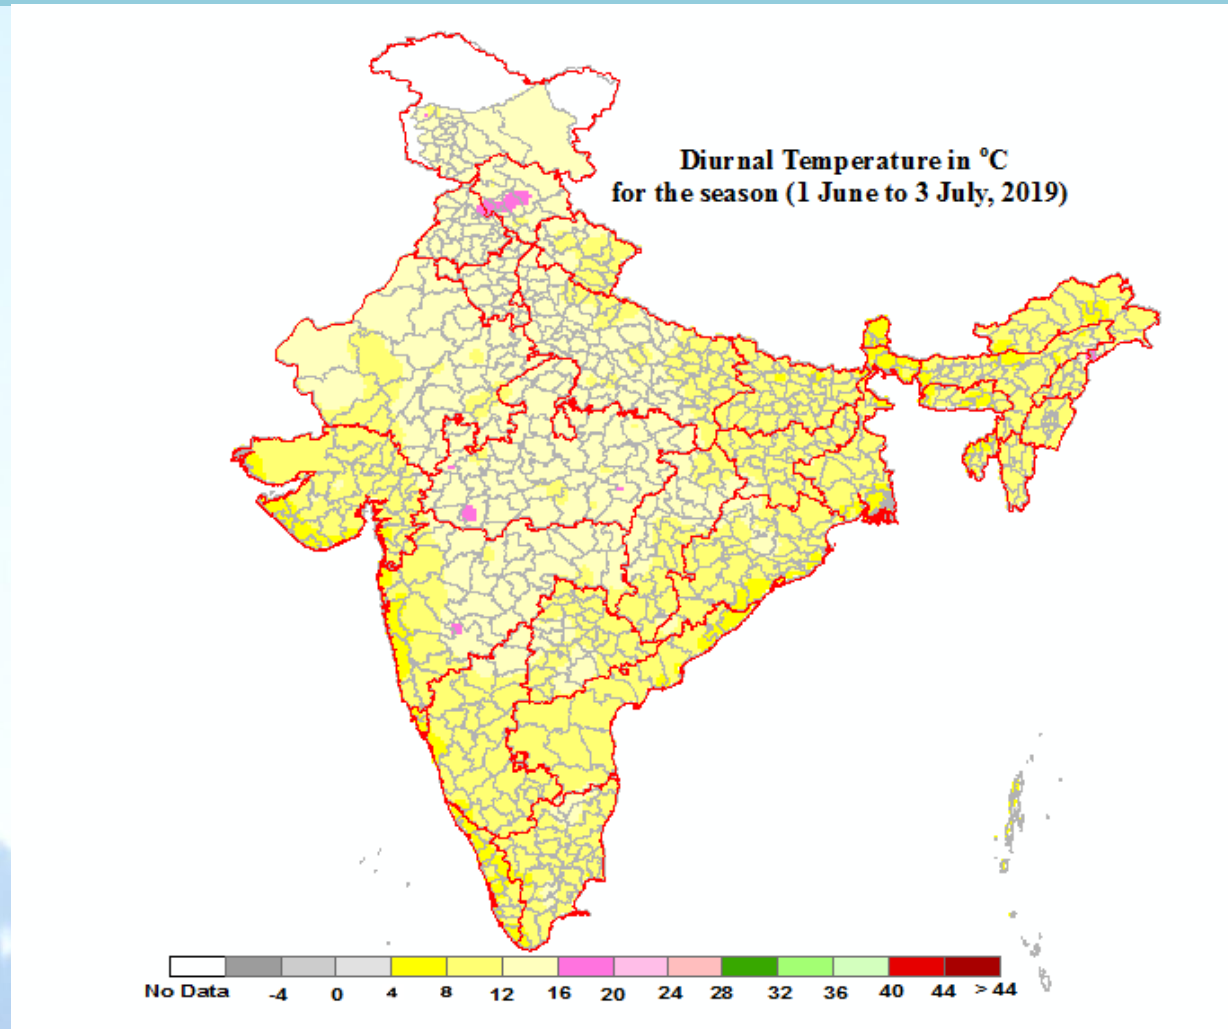 Diurnal Temperature in °C
for the season (1 June to 3 July, 2019)
No Data -4 0 4 8 12 16 20 24 28 32 36 40 44 > 44